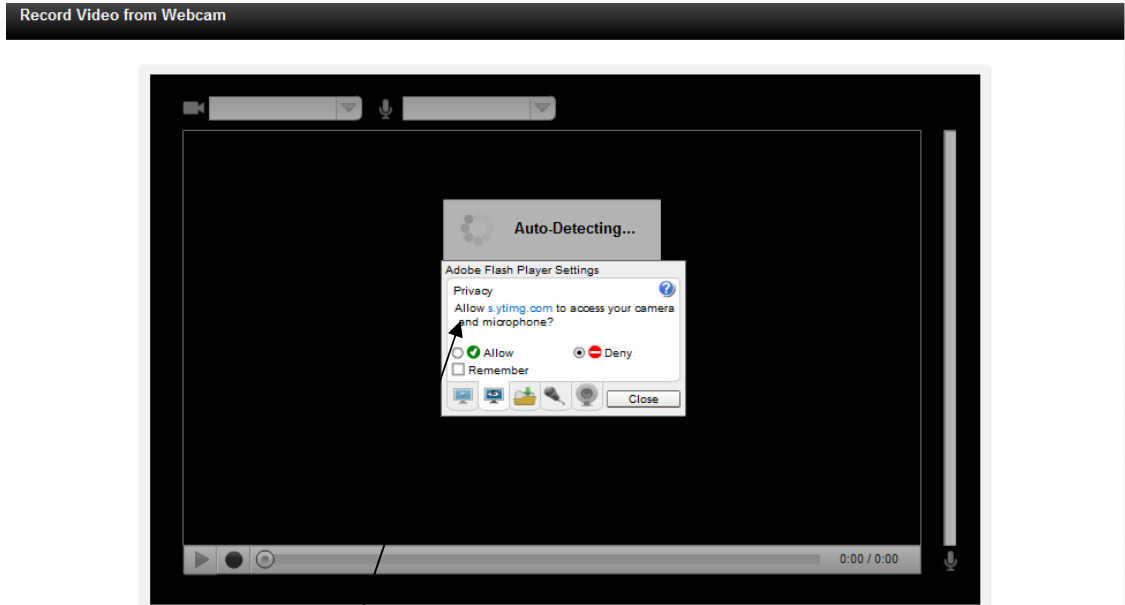 Record Video from Webcam
Auto-Detecting...
Adobe Flash Player Settings
Privacy
Allow s.ytimg.com to access your camera
and microphone?
Allow
Deny
Remember
Close
0:00 / 0:00